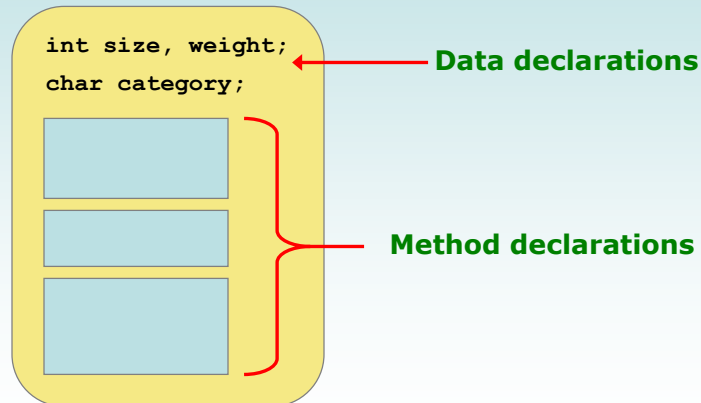 int size, weight;
char category;
Data declarations
Method declarations